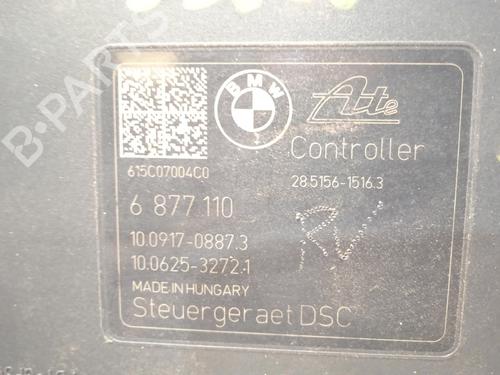 BMW
Ate
Controller
615C07004C0
28.5156-1516.3
6 877 110
10.0917-0887.3
10.0625-3272.1
MADE IN HUNGARY
Steuergeraet DSC
B-PARTS